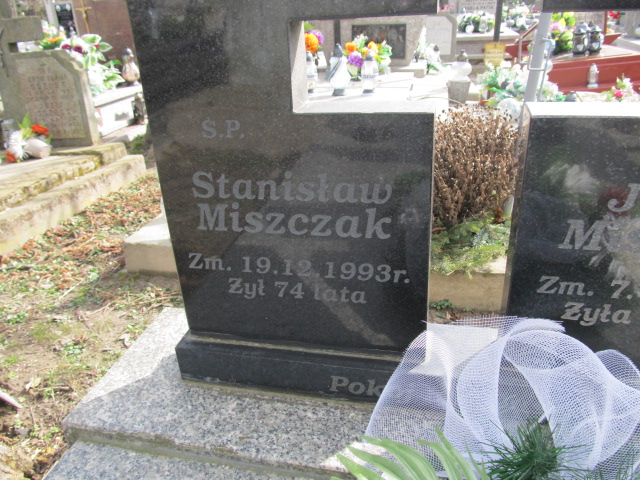 Ś.P.
Stanisław
Miszczak
Zm. 19.12.1993r.
Żył 74 lata
Pok
J
M
Zm. 7.
Żyła